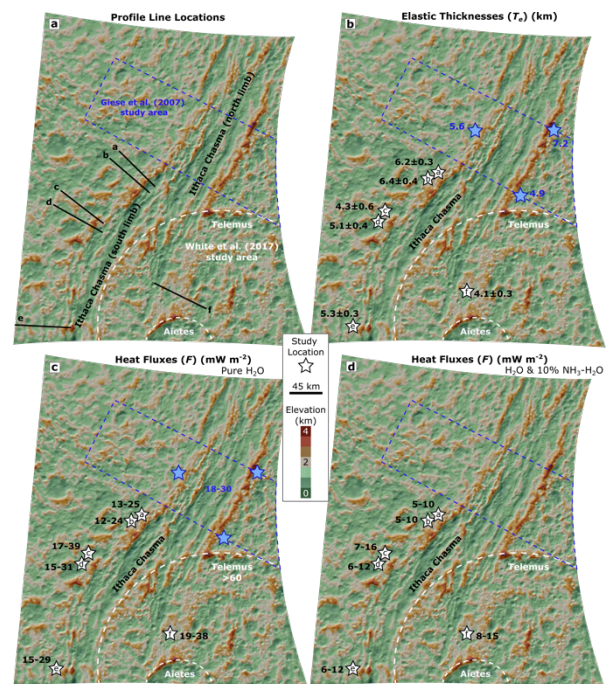 Profile Line Locations
a
Giese et al. (2007)
study area
Ithaca Chasma (north limb)
a
b
c
d
Ithaca Chasma (south limb)
Telemus
White et al. (2017)
study area
f
e
Aietes
Elastic Thicknesses (Te) (km)
b
5.6
7.2
6.2±0.3
6.4±0.4
4.9
4.3±0.6
5.1±0.4
Ithaca Chasma
Telemus
4.1±0.3
5.3±0.3
Aietes
Study
Location
45 km
Elevation
(km)
4
2
0
Heat Fluxes (F) (mW m-2)
c
Pure H2O
18-30
13-25
12-24
17-39
15-31
Ithaca Chasma
Telemus
>60
19-38
15-29
Aietes
Heat Fluxes (F) (mW m-2)
d
H2O & 10% NH3-H2O
5-10
5-10
7-16
6-12
Ithaca Chasma
Telemus
8-15
6-12
Aietes